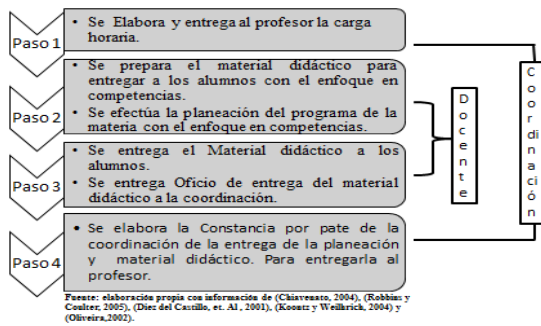 Paso 1
• Se Elabora y entrega al profesor la carga
horaria.
Paso 2
• Se prepara el material didáctico para
entregar a los alumnos con el enfoque en
competencias.
• Se efectúa la planeación del programa de la
materia con el enfoque en competencias.
Paso 3
• Se entrega el Material didáctico a los
alumnos.
• Se entrega Oficio de entrega del material
didáctico a la coordinación.
Paso 4
• Se elabora la Constancia por pate de la
coordinación de la entrega de la planeación
y material didáctico. Para entregarla al
profesor.
Docente
Coordinación
Fuente: elaboración propia con información de (Chiavenato, 2004), (Robbins y
Coulter, 2005), (Diez del Castillo, et. Al , 2001), (Koontz y Weilhrich, 2004) y
(Oliveira,2002).